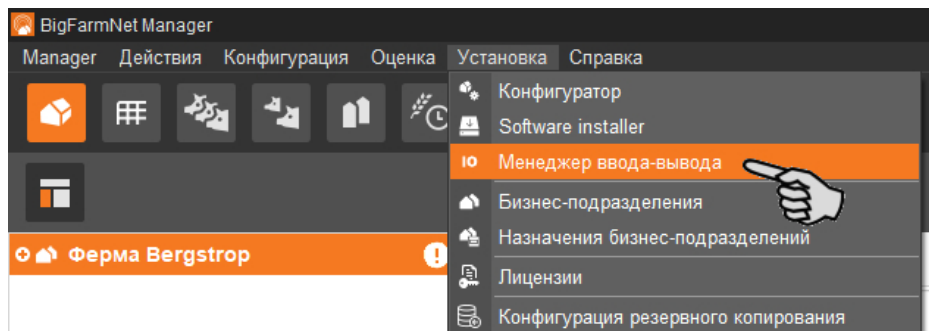 BigFarmNet Manager
Manager Действия Конфигурация Оценка Установка Справка
Конфигуратор
Software installer
IO Менеджер ввода-вывода
Бизнес-подразделения
Ферма Bergstrop
Назначения бизнес-подразделений
Лицензии
Конфигурация резервного копирования